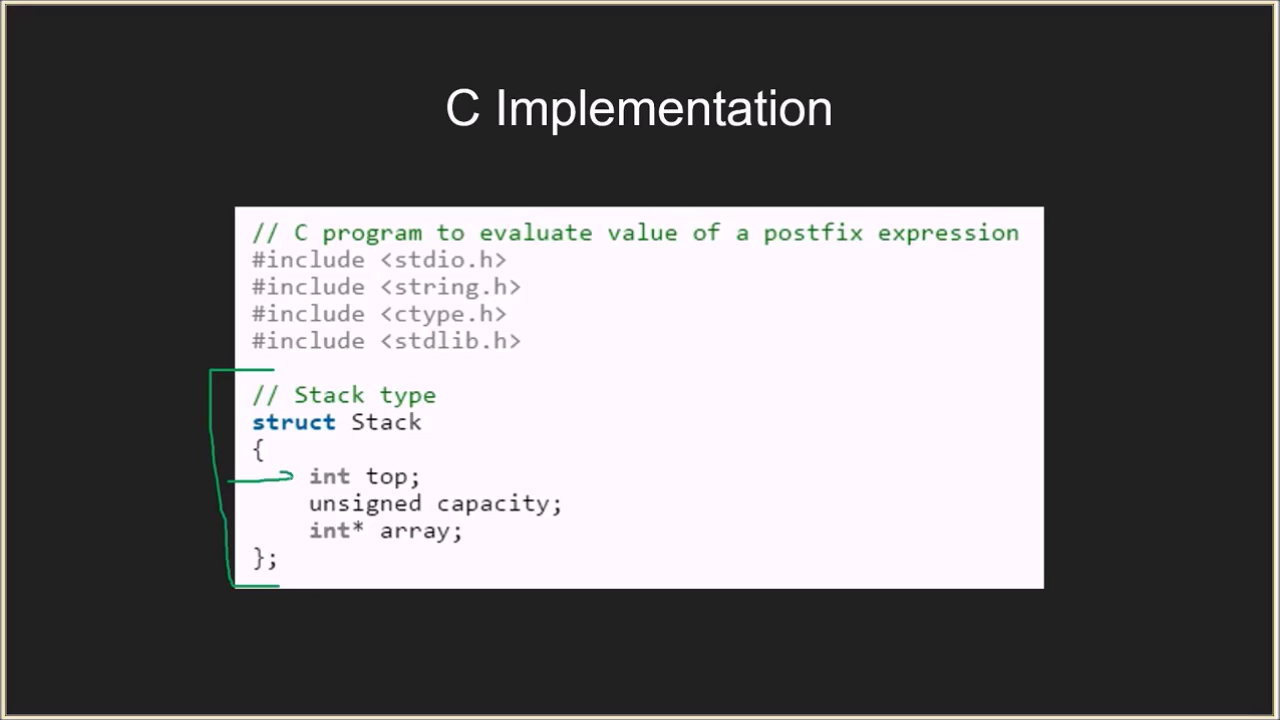 C Implementation
// C program to evaluate value of a postfix expression
#include <stdio.h>
#include <string.h>
#include <ctype.h>
#include <stdlib.h>
// Stack type
struct Stack
{
int top;
unsigned capacity;
int* array;
};